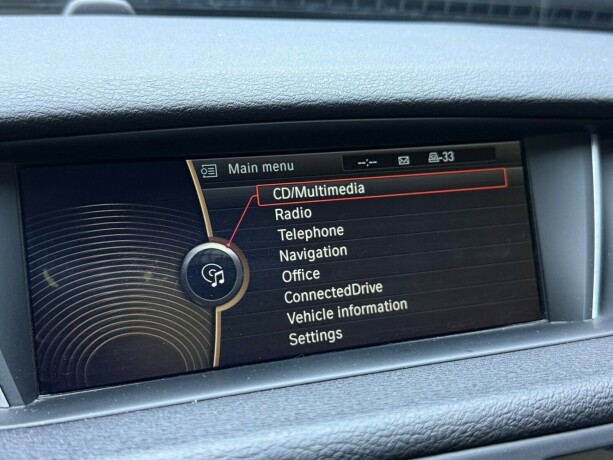 Main menu --:-- -33
CD/Multimedia
Radio
Telephone
Navigation
Office
ConnectedDrive
Vehicle information
Settings